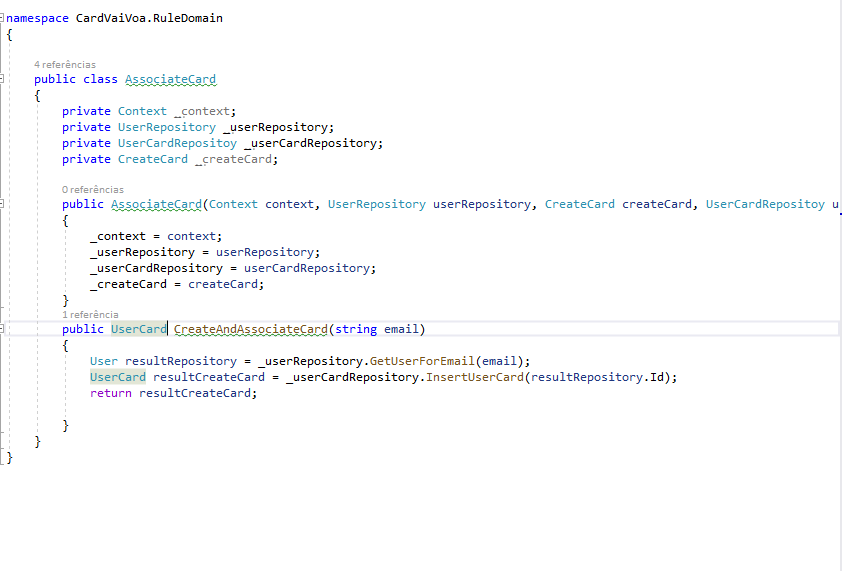 namespace CardVaiVoa.RuleDomain
{
4 referências
public class AssociateCard
{
private Context _context;
private UserRepository _userRepository;
private UserCardRepositoy _userCardRepository;
private CreateCard _createCard;
0 referências
public AssociateCard(Context context, UserRepository userRepository, CreateCard createCard, UserCardRepositoy u
{
_context = context;
_userRepository = userRepository;
_userCardRepository = userCardRepository;
_createCard = createCard;
}
1 referência
public UserCard CreateAndAssociateCard(string email)
{
User resultRepository = _userRepository.GetUserForEmail(email);
UserCard resultCreateCard = _userCardRepository.InsertUserCard(resultRepository.Id);
return resultCreateCard;
}
}
}